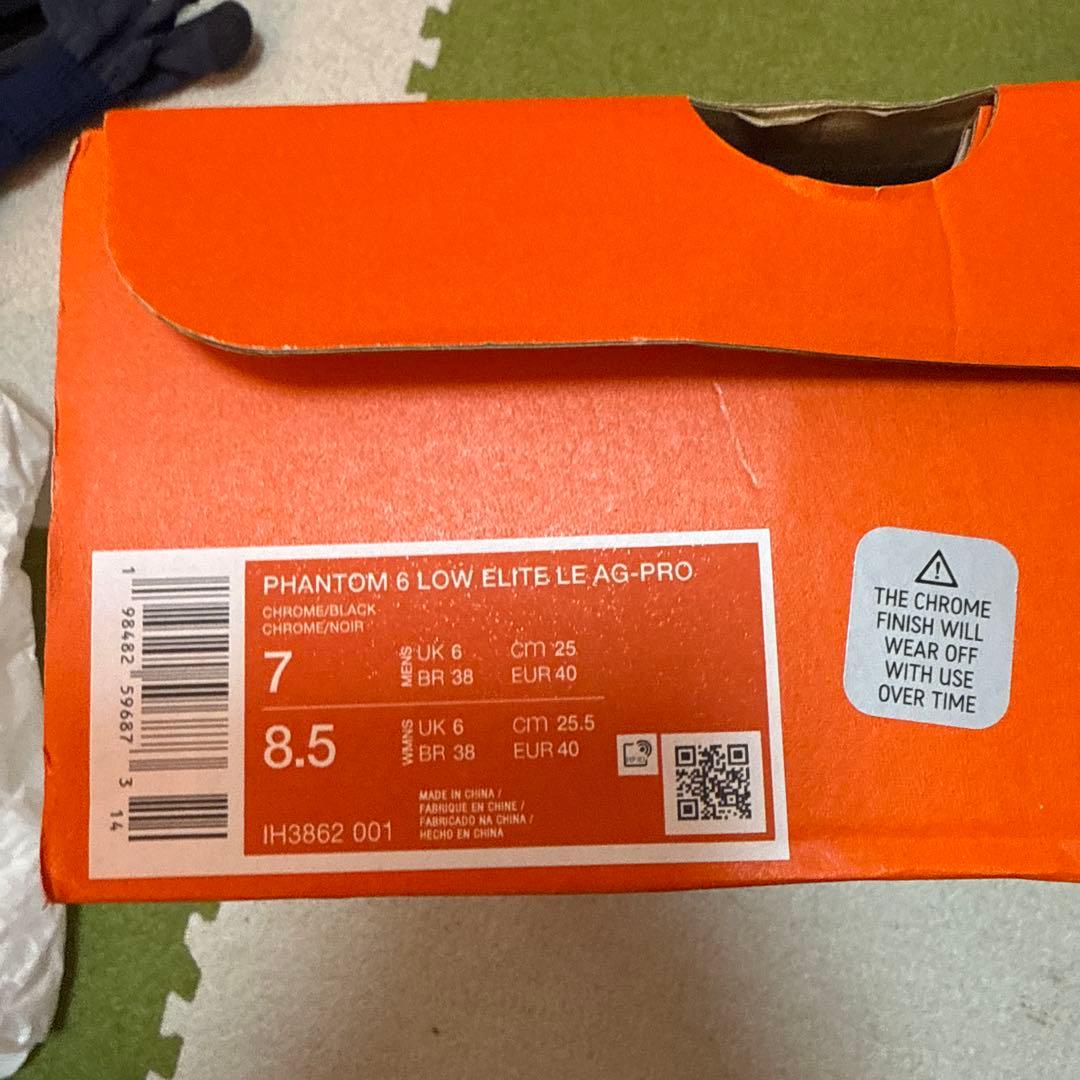 PHANTOM 6 LOW ELITE LE AG-PRO
CHROME/BLACK
CHROME/NOIR
7
MENS
UK 6
CM 25
BR 38
EUR 40
8.5
WMNS
UK 6
CM 25.5
BR 38
EUR 40
MADE IN CHINA /
FABRIQUE EN CHINE /
FABRICADO NA CHINA /
HECHO EN CHINA
IH3862 001
1 98482 59687 3 14
THE CHROME
FINISH WILL
WEAR OFF
WITH USE
OVER TIME